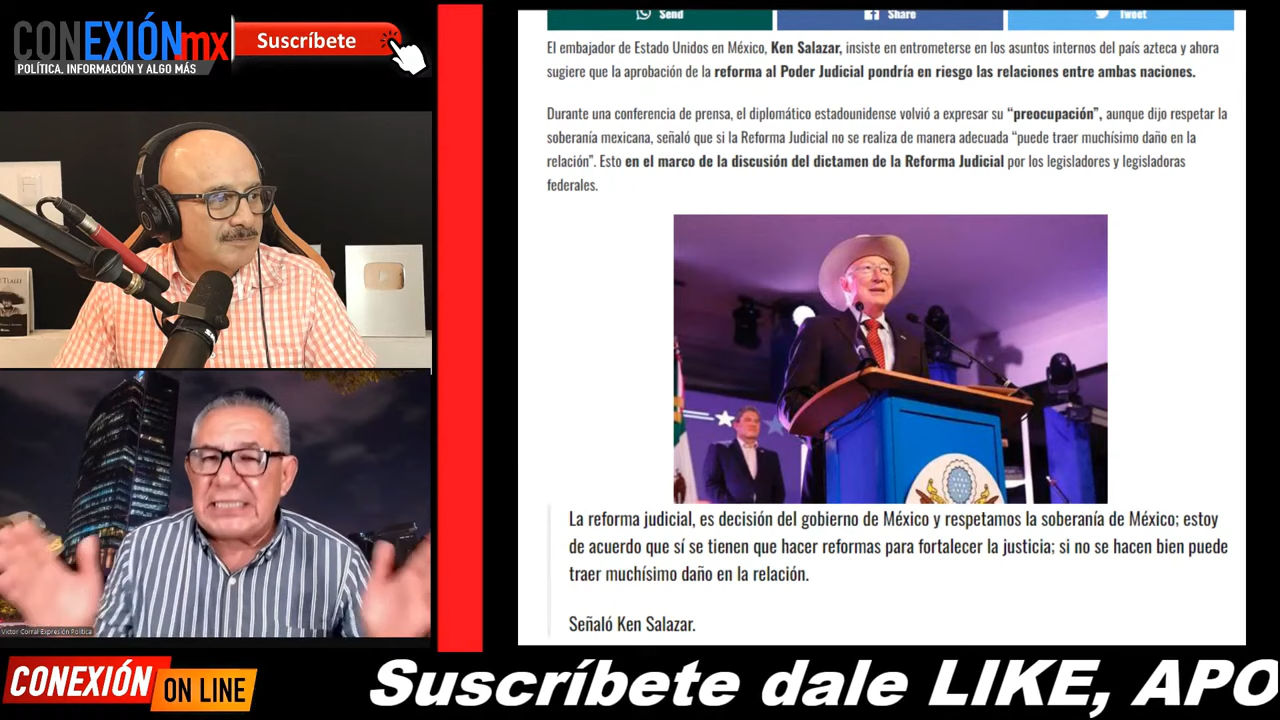 CONEXIÓNmx
POLÍTICA, INFORMACIÓN Y ALGO MÁS
Suscríbete
Send
Share
Tweet
El embajador de Estado Unidos en México, Ken Salazar, insiste en entrometerse en los asuntos internos del país azteca y ahora
sugiere que la aprobación de la reforma al Poder Judicial pondría en riesgo las relaciones entre ambas naciones.
Durante una conferencia de prensa, el diplomático estadounidense volvió a expresar su “preocupación”, aunque dijo respetar la
soberanía mexicana, señaló que si la Reforma Judicial no se realiza de manera adecuada “puede traer muchísimo daño en la
relación”. Esto en el marco de la discusión del dictamen de la Reforma Judicial por los legisladores y legisladoras
federales.
La reforma judicial, es decisión del gobierno de México y respetamos la soberanía de México; estoy
de acuerdo que sí se tienen que hacer reformas para fortalecer la justicia; si no se hacen bien puede
traer muchísimo daño en la relación.
Señaló Ken Salazar.
Victor Corral Expresión Política
CONEXIÓN ON LINE
Suscríbete dale LIKE, APO